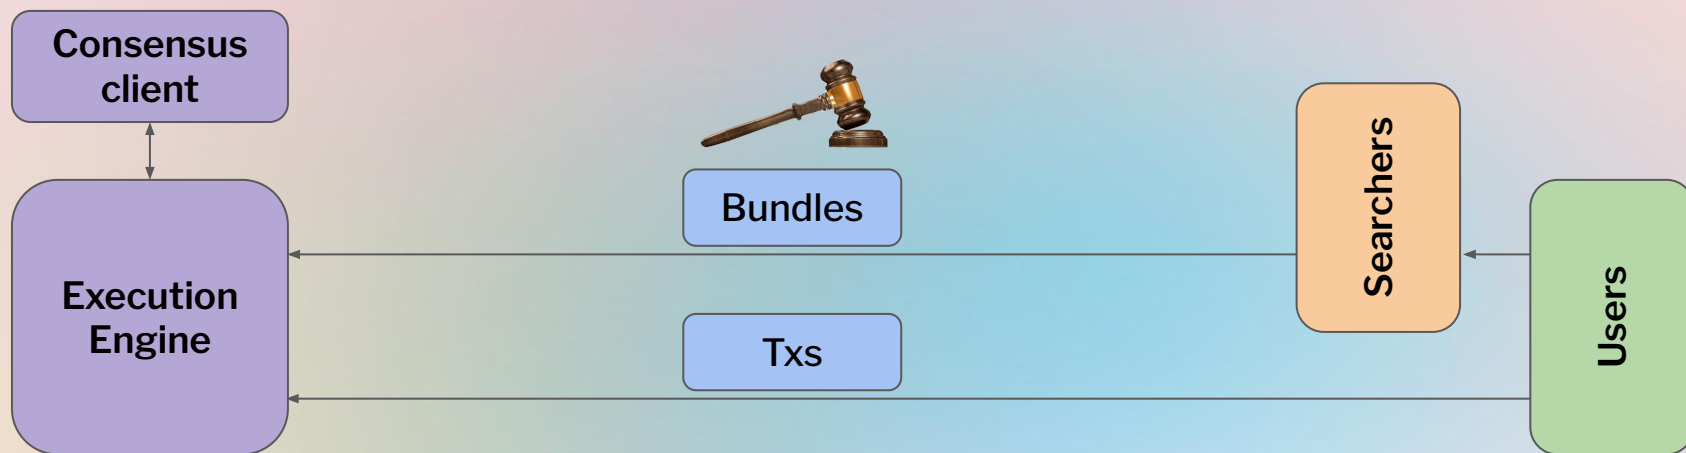 Consensus
client
Execution
Engine
Bundles
Txs
Searchers
Users